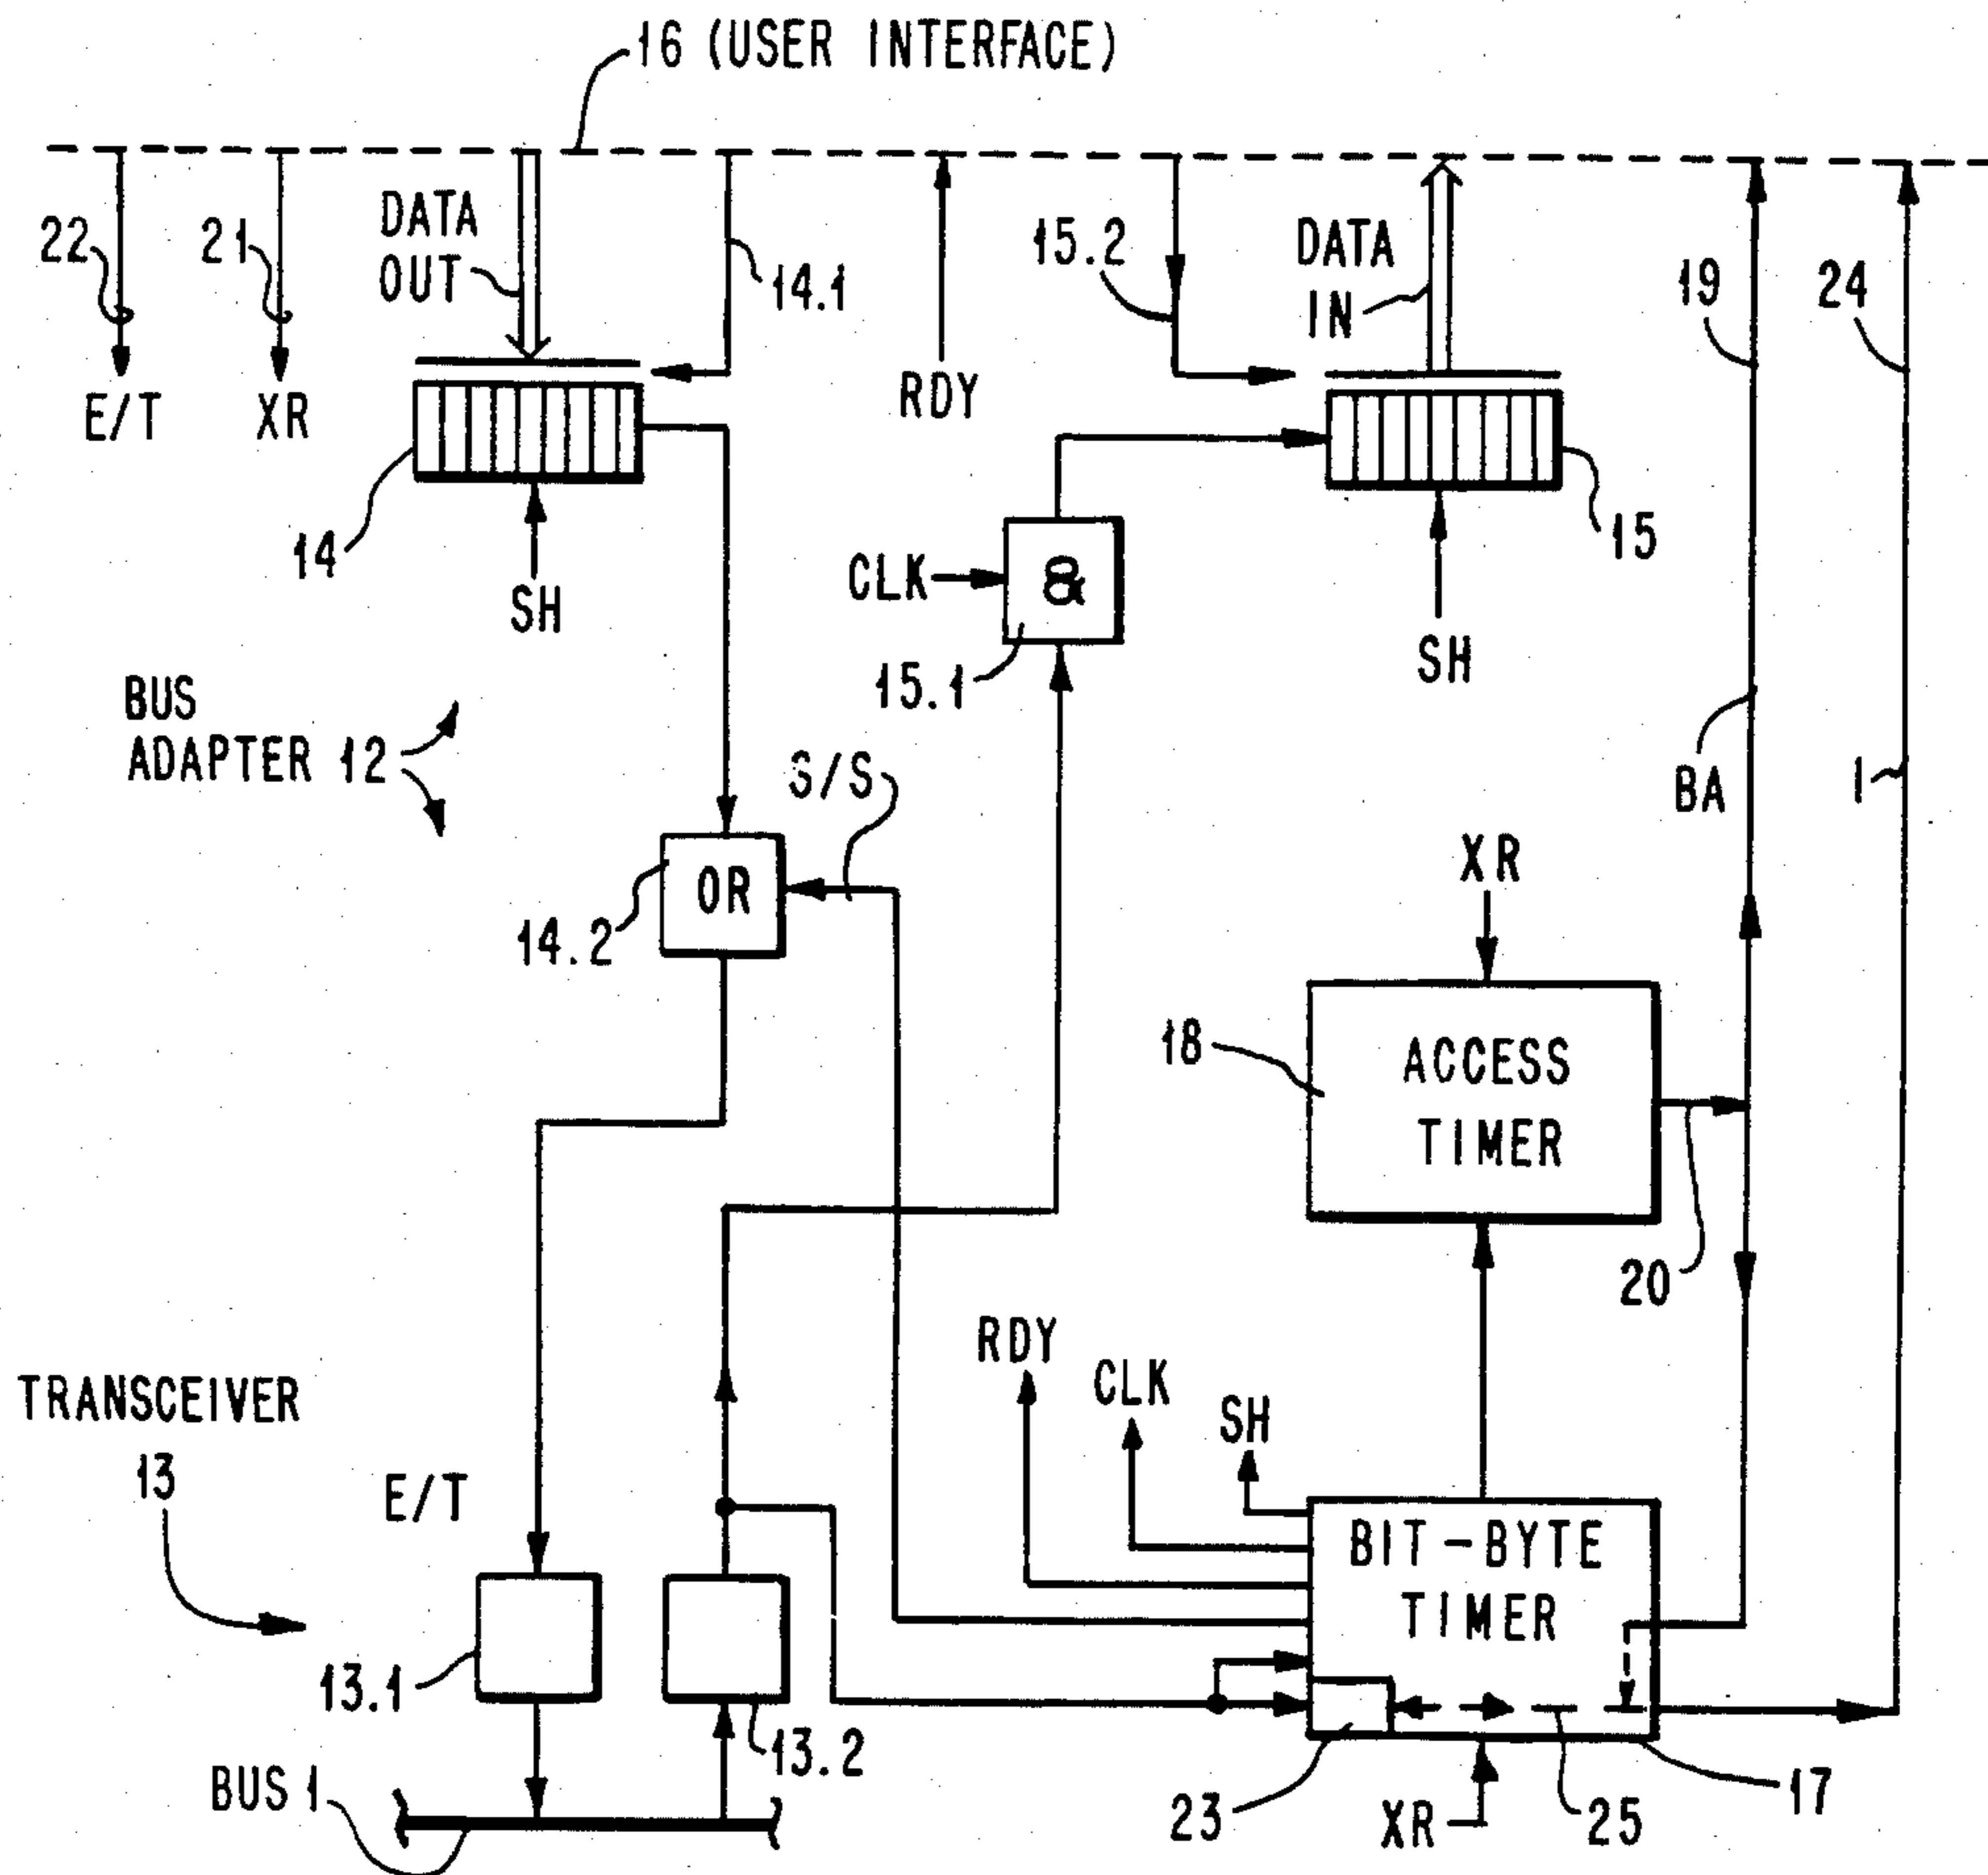 16 (USER INTERFACE)
22
21
DATA
OUT
14.1
15.2
DATA
IN
19
24
E/T
XR
RDY
14
SH
CLK
&
15
15.1
SH
BUS
ADAPTER 12
S/S
BA
1
XR
OR
14.2
18
ACCESS
TIMER
20
RDY
CLK
SH
TRANSCEIVER
13
E/T
BIT-BYTE
TIMER
13.1
13.2
BUS 1
23
XR
25
17